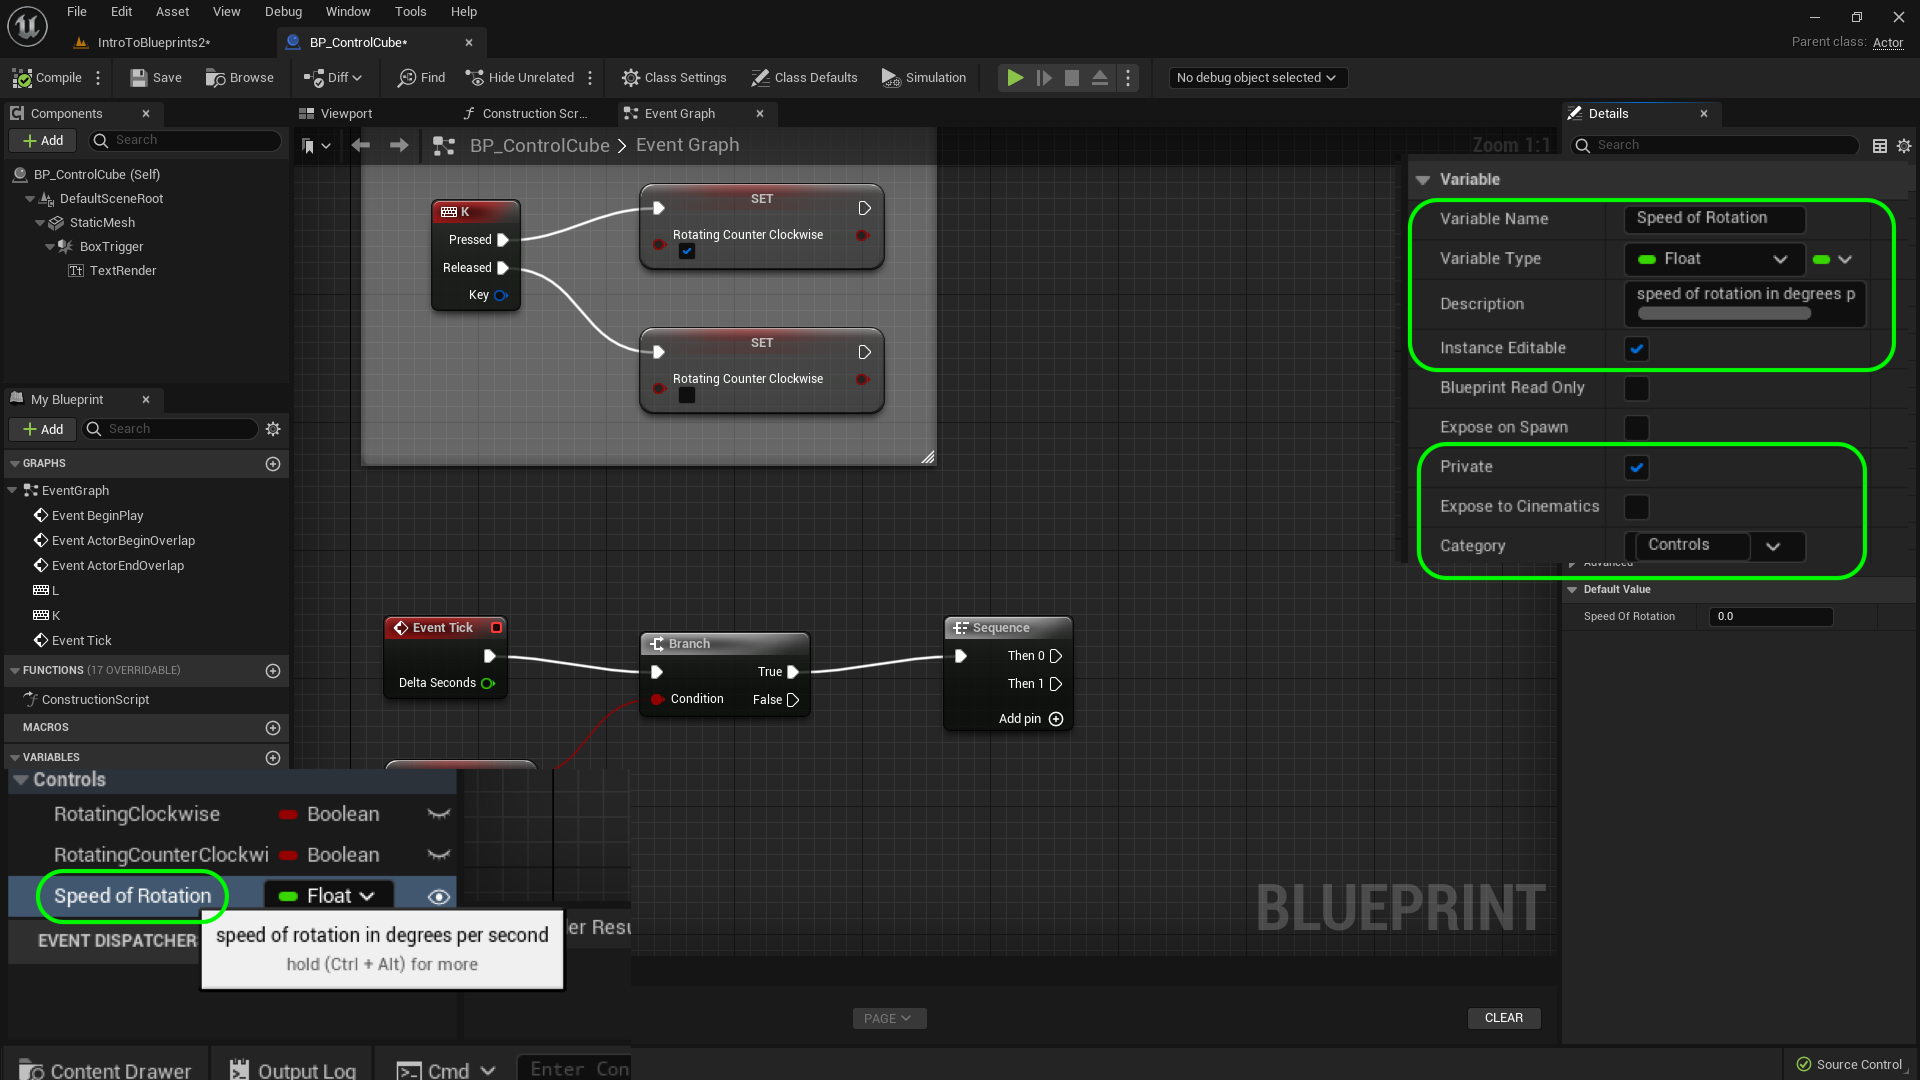 File Edit Asset View Debug Window Tools Help
IntroToBlueprints2*
BP_ControlCube*
Parent class: Actor
Compile Save Browse Diff Find Hide Unrelated Class Settings Class Defaults Simulation No debug object selected
Components
Viewport Construction Scr... Event Graph
Details
Add Search
BP_ControlCube > Event Graph
Zoom 1:1
Search
BP_ControlCube (Self)
DefaultSceneRoot
StaticMesh
BoxTrigger
TextRender
K
Pressed
Released
Key
SET
Rotating Counter Clockwise
SET
Rotating Counter Clockwise
Variable
Variable Name Speed of Rotation
Variable Type Float
Description speed of rotation in degrees p
Instance Editable
Blueprint Read Only
Expose on Spawn
Private
Expose to Cinematics
Category Controls
Advanced
Default Value
Speed Of Rotation 0.0
My Blueprint
Add Search
GRAPHS
EventGraph
Event BeginPlay
Event ActorBeginOverlap
Event ActorEndOverlap
L
K
Event Tick
FUNCTIONS (17 OVERRIDABLE)
ConstructionScript
MACROS
VARIABLES
Controls
RotatingClockwise Boolean
RotatingCounterClockwi Boolean
Speed of Rotation Float
EVENT DISPATCHER
speed of rotation in degrees per second
hold (Ctrl + Alt) for more
Event Tick
Delta Seconds
Branch
True
Condition False
Sequence
Then 0
Then 1
Add pin
ler Resu
BLUEPRINT
PAGE
CLEAR
Content Drawer Output Log Cmd Enter Con
Source Control